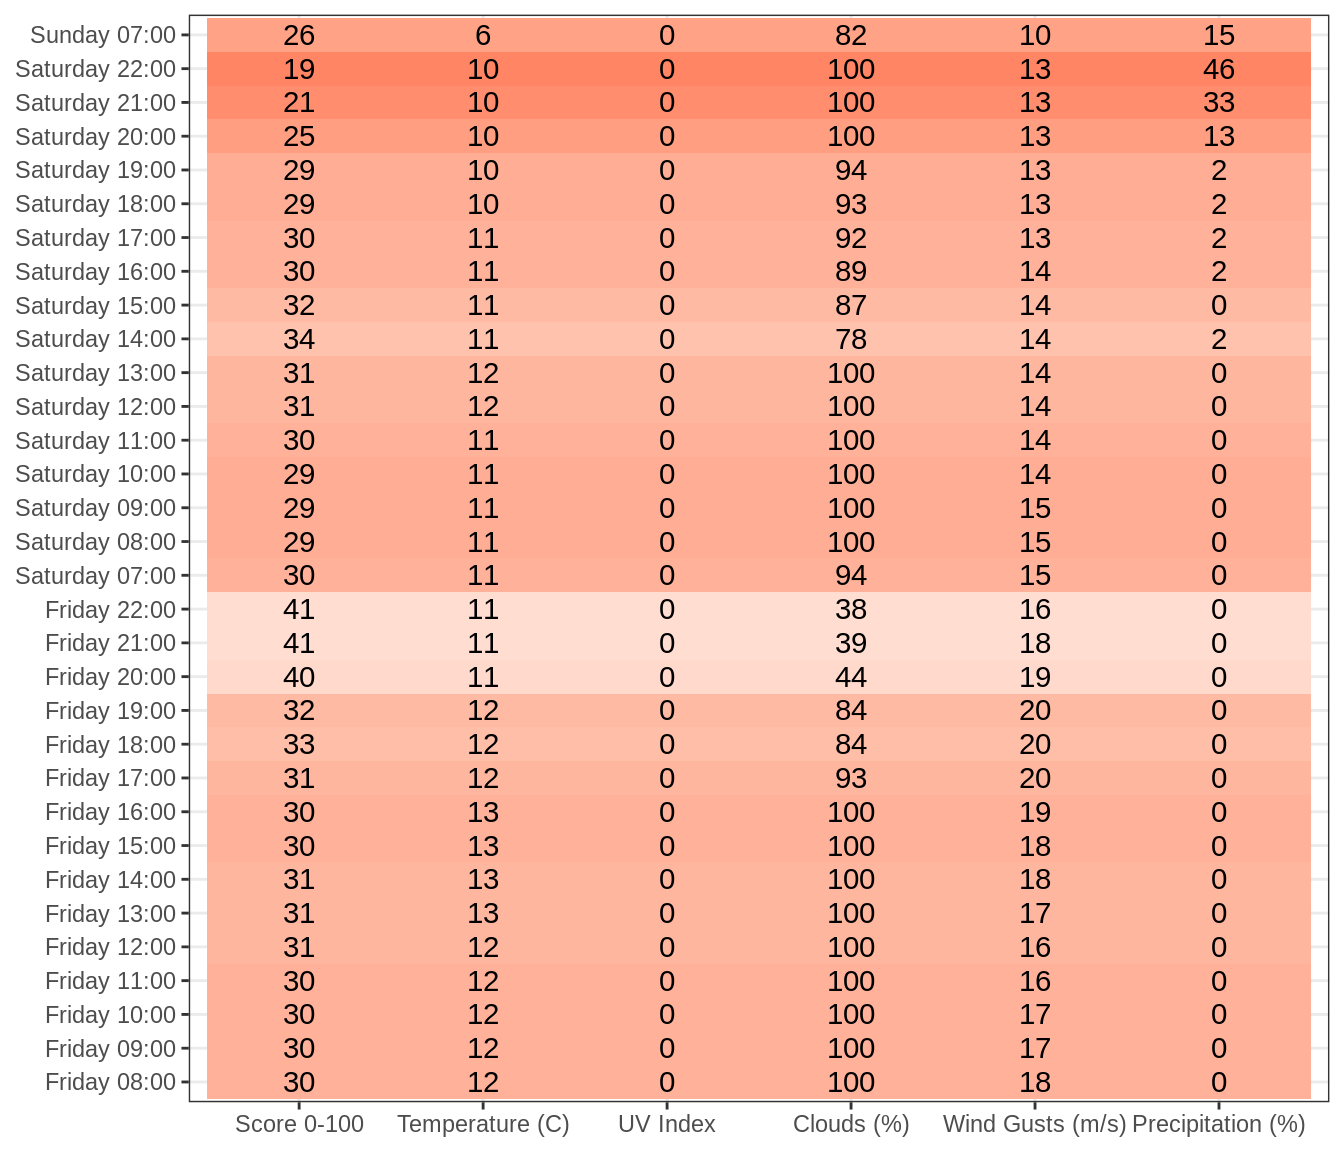 Sunday 07:00 26 6 0 82 10 15
Saturday 22:00 19 10 0 100 13 46
Saturday 21:00 21 10 0 100 13 33
Saturday 20:00 25 10 0 100 13 13
Saturday 19:00 29 10 0 94 13 2
Saturday 18:00 29 10 0 93 13 2
Saturday 17:00 30 11 0 92 13 2
Saturday 16:00 30 11 0 89 14 2
Saturday 15:00 32 11 0 87 14 0
Saturday 14:00 34 11 0 78 14 2
Saturday 13:00 31 12 0 100 14 0
Saturday 12:00 31 12 0 100 14 0
Saturday 11:00 30 11 0 100 14 0
Saturday 10:00 29 11 0 100 14 0
Saturday 09:00 29 11 0 100 15 0
Saturday 08:00 29 11 0 100 15 0
Saturday 07:00 30 11 0 94 15 0
Friday 22:00 41 11 0 38 16 0
Friday 21:00 41 11 0 39 18 0
Friday 20:00 40 11 0 44 19 0
Friday 19:00 32 12 0 84 20 0
Friday 18:00 33 12 0 84 20 0
Friday 17:00 31 12 0 93 20 0
Friday 16:00 30 13 0 100 19 0
Friday 15:00 30 13 0 100 18 0
Friday 14:00 31 13 0 100 18 0
Friday 13:00 31 13 0 100 17 0
Friday 12:00 31 12 0 100 16 0
Friday 11:00 30 12 0 100 16 0
Friday 10:00 30 12 0 100 17 0
Friday 09:00 30 12 0 100 17 0
Friday 08:00 30 12 0 100 18 0
Score 0-100 Temperature (C) UV Index Clouds (%) Wind Gusts (m/s) Precipitation (%)